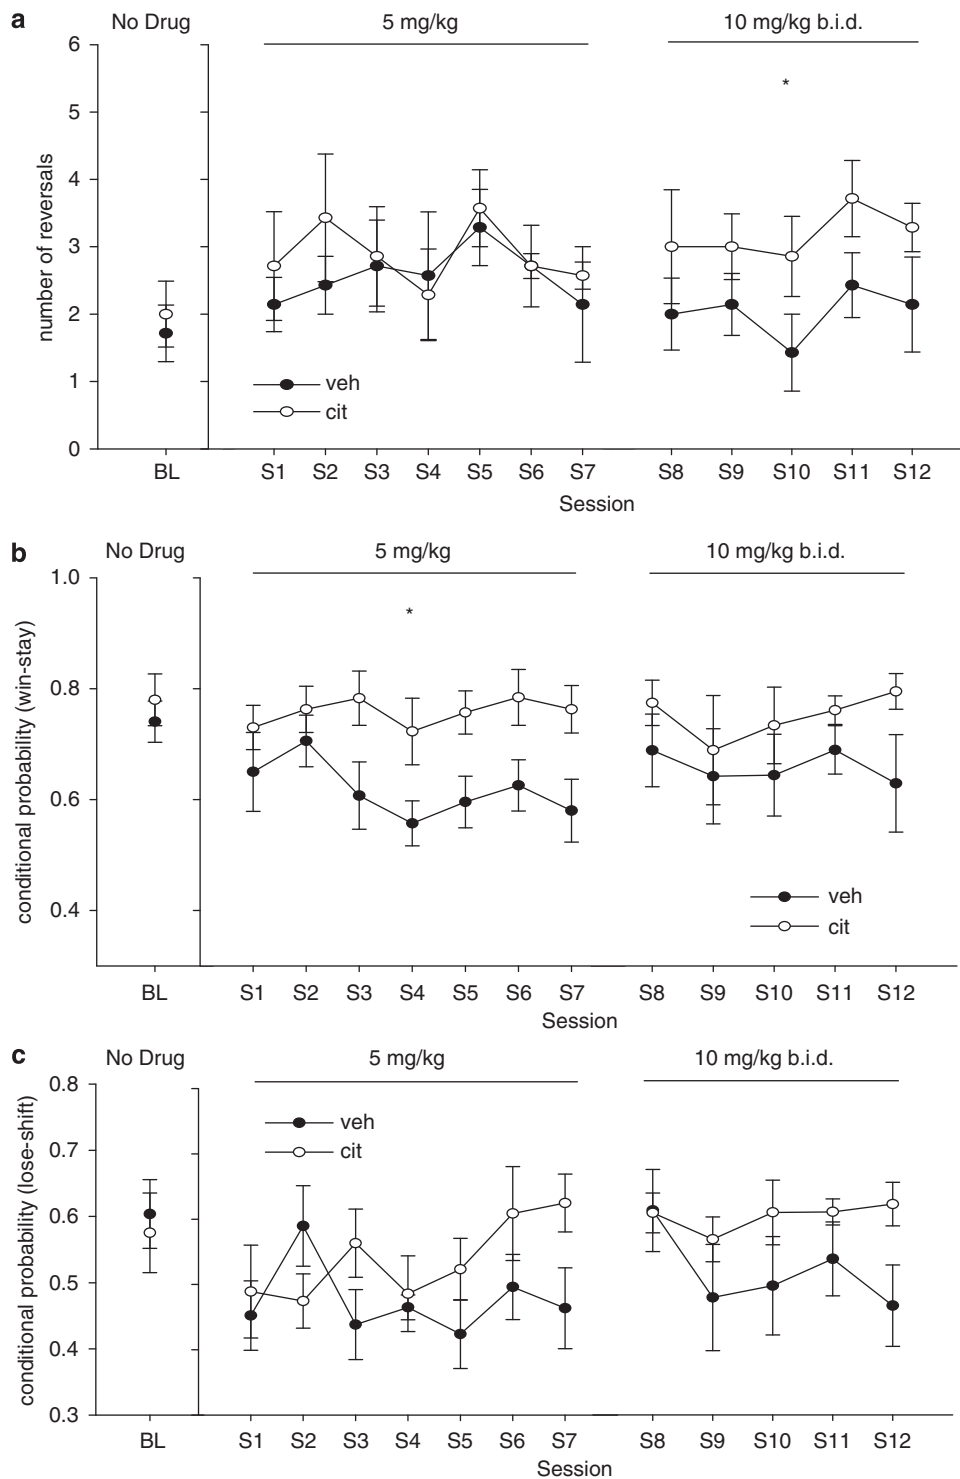 a No Drug 5 mg/kg 10 mg/kg b.i.d.
6
*
5
4
3
2
1
0
number of reversals
veh
cit
BL S1 S2 S3 S4 S5 S6 S7 S8 S9 S10 S11 S12
Session
b No Drug 5 mg/kg 10 mg/kg b.i.d.
1.0
*
0.8
0.6
0.4
conditional probability (win-stay)
veh
cit
BL S1 S2 S3 S4 S5 S6 S7 S8 S9 S10 S11 S12
Session
c No Drug 5 mg/kg 10 mg/kg b.i.d.
0.8
0.7
0.6
0.5
0.4
0.3
conditional probability (lose-shift)
veh
cit
BL S1 S2 S3 S4 S5 S6 S7 S8 S9 S10 S11 S12
Session